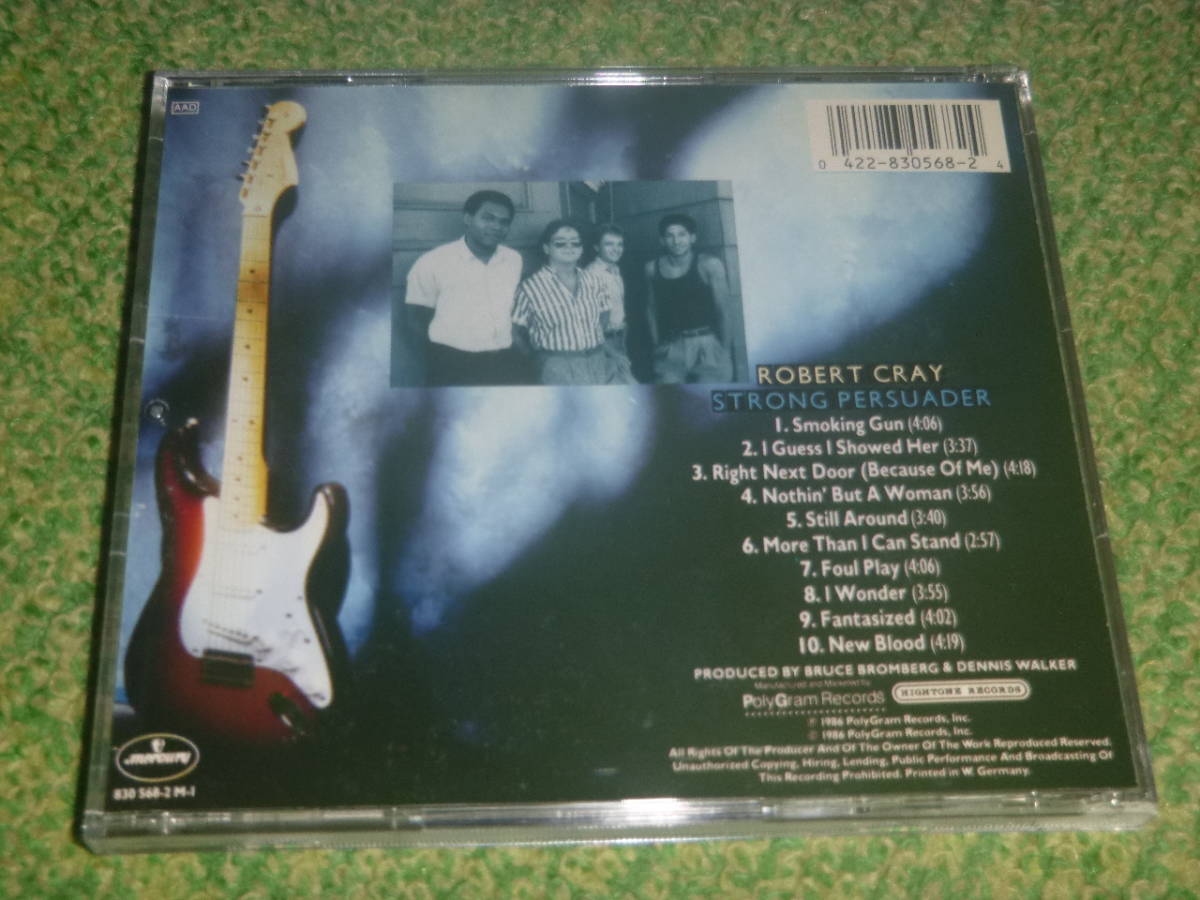 AAD
0 422-830568-2 4
ROBERT CRAY
STRONG PERSUADER
1. Smoking Gun (4:06)
2. I Guess I Showed Her (3:37)
3. Right Next Door (Because Of Me) (4:18)
4. Nothin' But A Woman (3:56)
5. Still Around (3:40)
6. More Than I Can Stand (2:57)
7. Foul Play (4:06)
8. I Wonder (3:55)
9. Fantasized (4:02)
10. New Blood (4:19)
PRODUCED BY BRUCE BROMBERG & DENNIS WALKER
Manufactured and Marketed by
PolyGram Records
HIGHTONE RECORDS
℗ 1986 PolyGram Records, Inc.
© 1986 PolyGram Records, Inc.
All Rights Of The Producer And Of The Owner Of The Work Reproduced Reserved.
Unauthorized Copying, Hiring, Lending, Public Performance And Broadcasting Of
This Recording Prohibited. Printed in W. Germany.
mercury
830 568-2 M-1